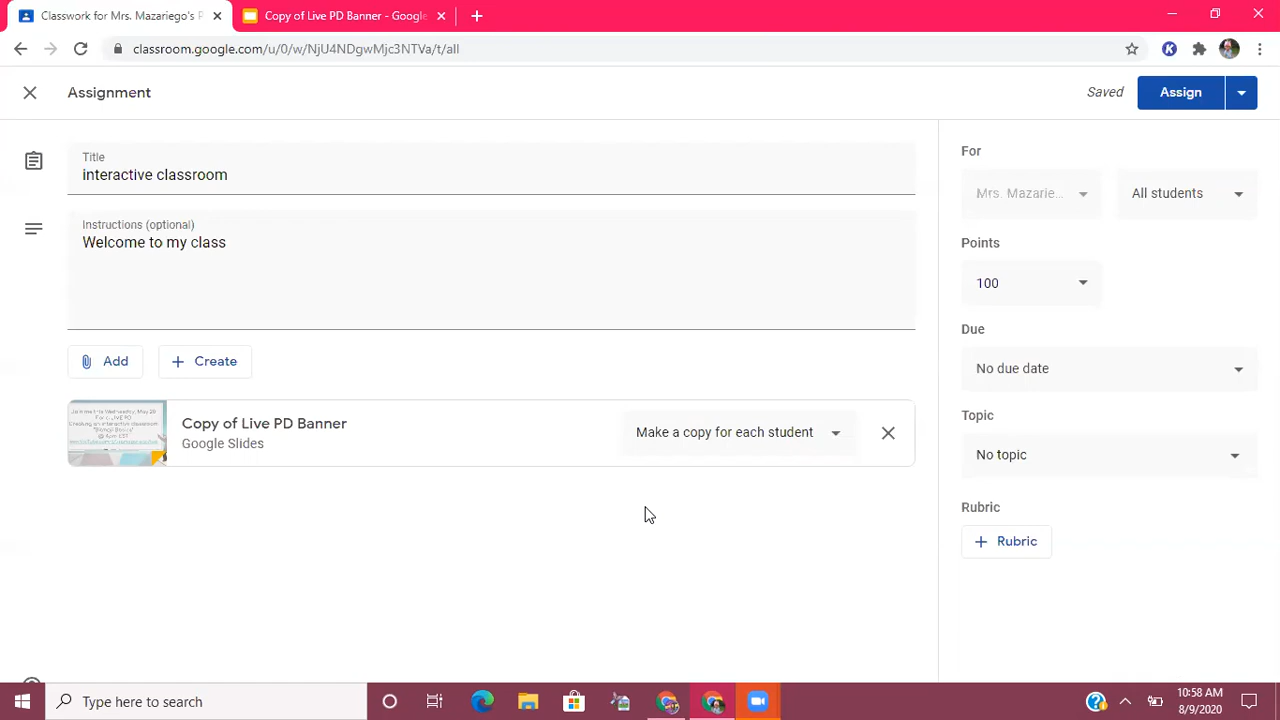 Classwork for Mrs. Mazariego's P
Copy of Live PD Banner - Google
classroom.google.com/u/0/w/NjU4NDgwMjc3NTVa/t/all
Assignment
Saved
Assign
Title
interactive classroom
Instructions (optional)
Welcome to my class
Add
Create
Copy of Live PD Banner
Google Slides
Make a copy for each student
For
Mrs. Mazarie...
All students
Points
100
Due
No due date
Topic
No topic
Rubric
Rubric
Type here to search
10:58 AM
8/9/2020